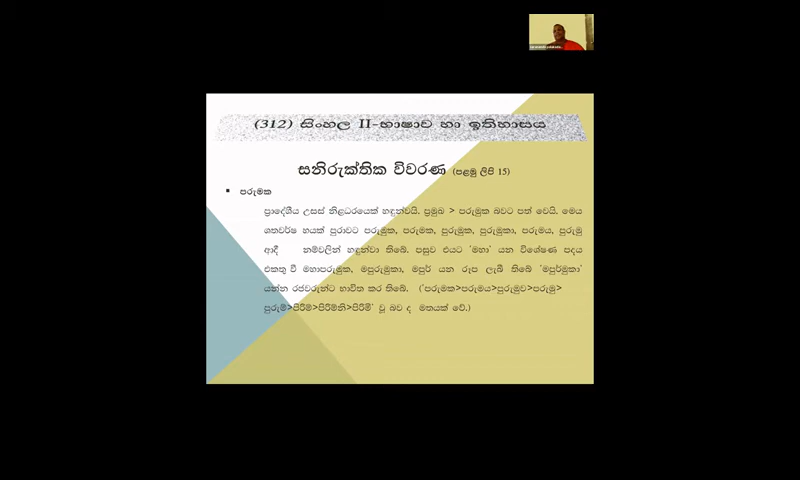 (312) සිංහල II-භාෂාව හා ඉතිහාසය
සනිරුක්තික විවරණ (පළමු ලිපි 15)
▪ පරුමක
ප්‍රාදේශීය උසස් නිළධරයෙක් හඳුන්වයි. ප්‍රමුඛ > පරුමුක බවට පත් වෙයි. මෙය
ශතවර්ෂ හයක් පුරාවට පරුමුක, පරුමක, පුරුමුක, පුරුමුකා, පරුමය, පුරුමු
ආදී නම්වලින් හඳුන්වා තිබේ. පසුව එයට 'මහා' යන විශේෂණ පදය
එකතු වී මහාපරුමුක, මපුරුමුකා, මපුර් යන රූප ලැබී තිබේ 'මපුර්මුකා'
යන්න රජවරුන්ට භාවිත කර තිබේ. ('පරුමක>පරුමය>පුරුමුව>පරුමු>
පුරුම්>පිරිම්>පිරිම්නි>පිරිමි' වූ බව ද මතයක් වේ.)